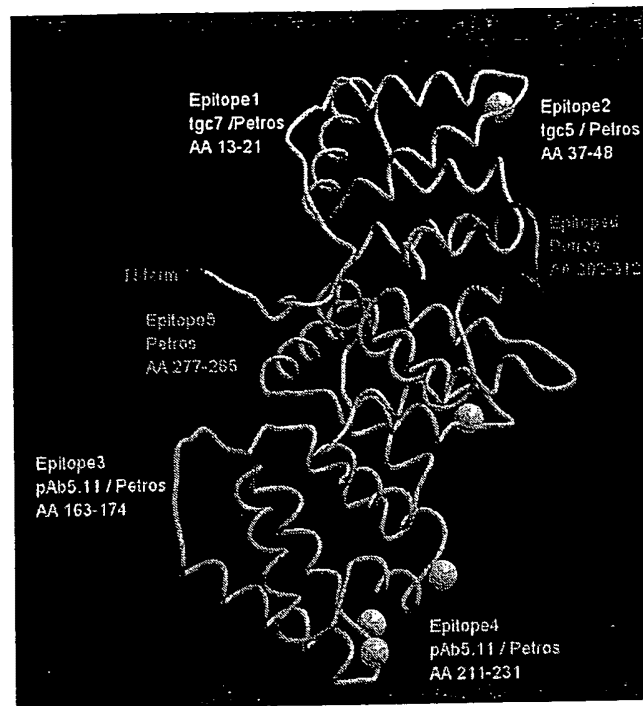 Epitope1
tgc7 /Petros
AA 13-21
Epitope2
tgc5 / Petros
AA 37-48
Petros
Epitope5
Petros
AA 277-285
Epitope3
pAb5.11 / Petros
AA 163-174
Epitope4
pAb5.11 / Petros
AA 211-231